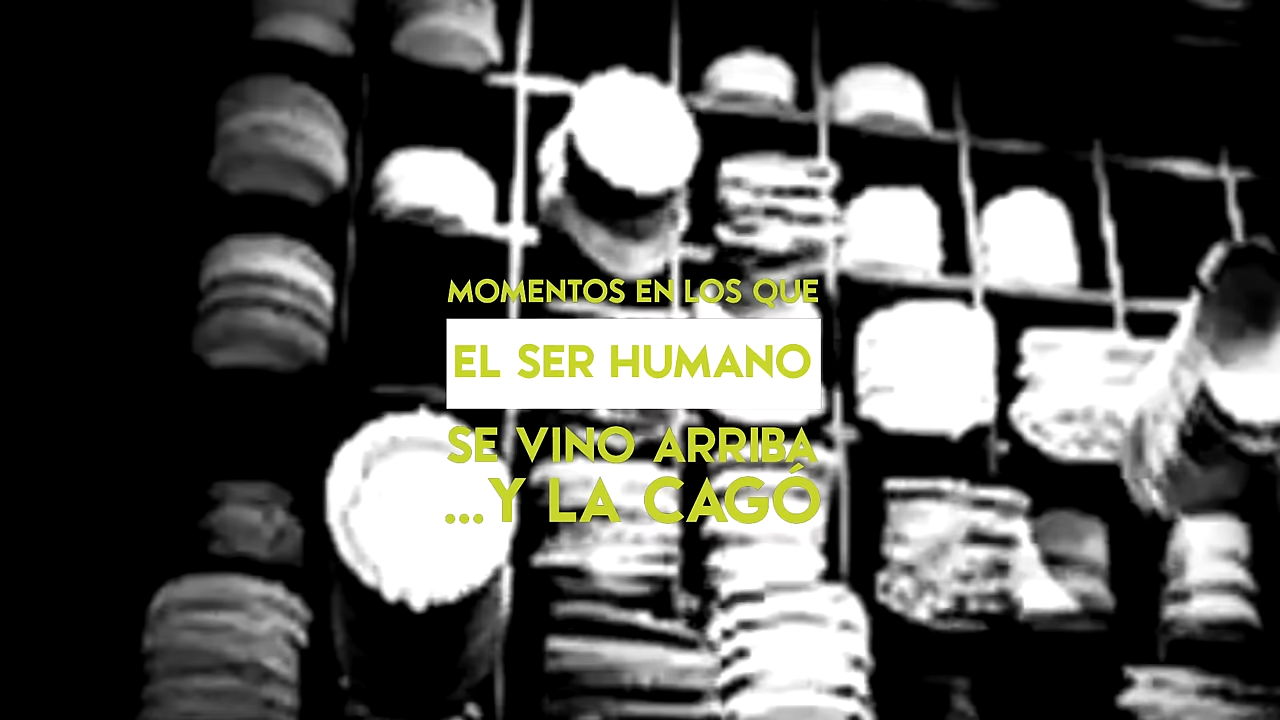 MOMENTOS EN LOS QUE
EL SER HUMANO
SE VINO ARRIBA
...Y LA CAGÓ